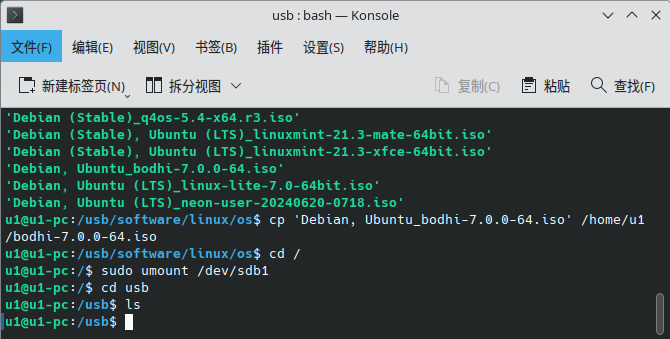 usb : bash — Konsole
文件(F) 编辑(E) 视图(V) 书签(B) 插件 设置(S) 帮助(H)
新建标签页(N) 拆分视图 复制(C) 粘贴 查找(F)
'Debian (Stable)_q4os-5.4-x64.r3.iso'
'Debian (Stable), Ubuntu (LTS)_linuxmint-21.3-mate-64bit.iso'
'Debian (Stable), Ubuntu (LTS)_linuxmint-21.3-xfce-64bit.iso'
'Debian, Ubuntu_bodhi-7.0.0-64.iso'
'Debian, Ubuntu (LTS)_linux-lite-7.0-64bit.iso'
'Debian, Ubuntu (LTS)_neon-user-20240620-0718.iso'
u1@u1-pc:/usb/software/linux/os$ cp 'Debian, Ubuntu_bodhi-7.0.0-64.iso' /home/u1
/bodhi-7.0.0-64.iso
u1@u1-pc:/usb/software/linux/os$ cd /
u1@u1-pc:/$ sudo umount /dev/sdb1
u1@u1-pc:/$ cd usb
u1@u1-pc:/usb$ ls
u1@u1-pc:/usb$